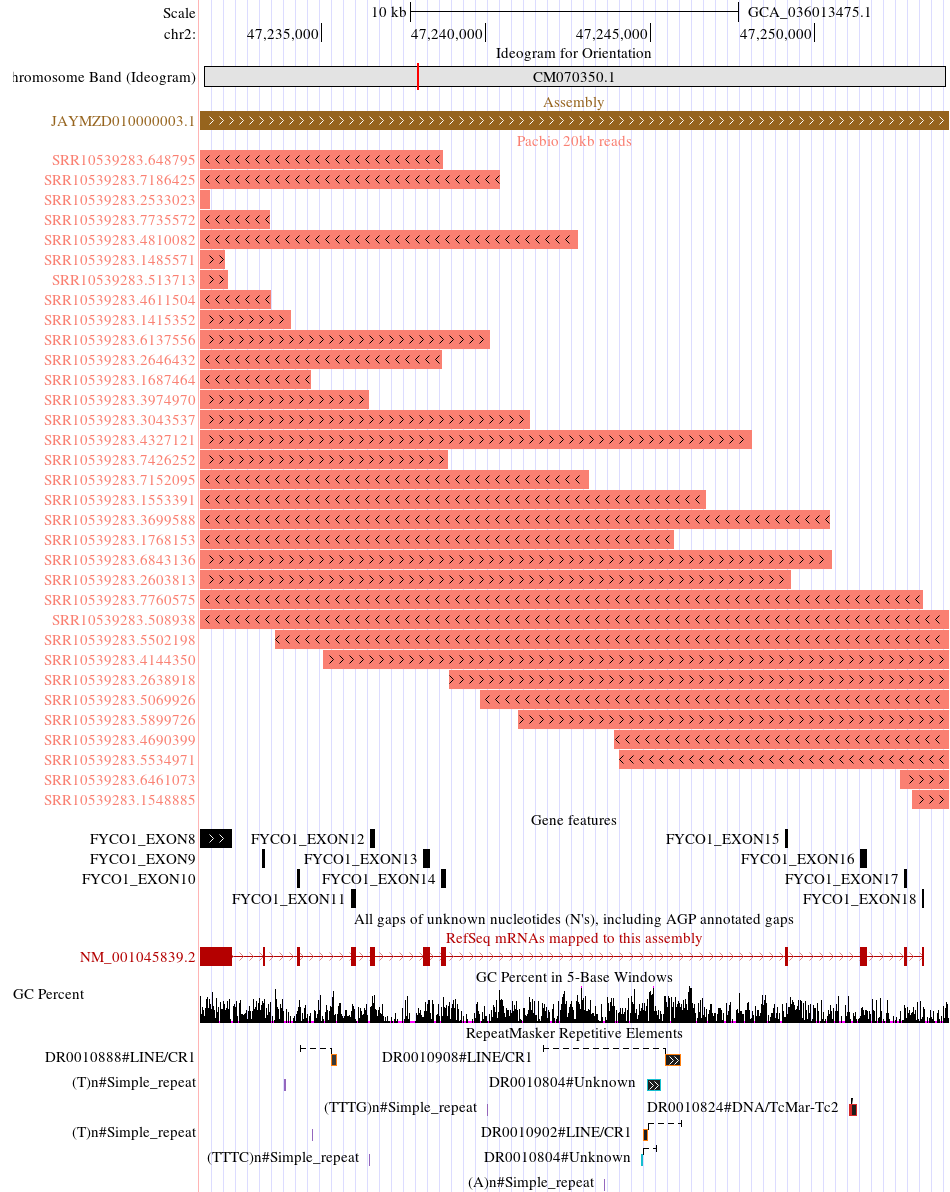 Scale 10 kb GCA_036013475.1
chr2: 47,235,000 47,240,000 47,245,000 47,250,000
Ideogram for Orientation
hromosome Band (Ideogram) CM070350.1
Assembly
JAYMZD010000003.1
Pacbio 20kb reads
SRR10539283.648795
SRR10539283.7186425
SRR10539283.2533023
SRR10539283.7735572
SRR10539283.4810082
SRR10539283.1485571
SRR10539283.513713
SRR10539283.4611504
SRR10539283.1415352
SRR10539283.6137556
SRR10539283.2646432
SRR10539283.1687464
SRR10539283.3974970
SRR10539283.3043537
SRR10539283.4327121
SRR10539283.7426252
SRR10539283.7152095
SRR10539283.1553391
SRR10539283.3699588
SRR10539283.1768153
SRR10539283.6843136
SRR10539283.2603813
SRR10539283.7760575
SRR10539283.508938
SRR10539283.5502198
SRR10539283.4144350
SRR10539283.2638918
SRR10539283.5069926
SRR10539283.5899726
SRR10539283.4690399
SRR10539283.5534971
SRR10539283.6461073
SRR10539283.1548885
Gene features
FYCO1_EXON8 FYCO1_EXON12 FYCO1_EXON15
FYCO1_EXON9 FYCO1_EXON13 FYCO1_EXON16
FYCO1_EXON10 FYCO1_EXON14 FYCO1_EXON17
FYCO1_EXON11 FYCO1_EXON18
All gaps of unknown nucleotides (N's), including AGP annotated gaps
RefSeq mRNAs mapped to this assembly
NM_001045839.2
GC Percent in 5-Base Windows
GC Percent
RepeatMasker Repetitive Elements
DR0010888#LINE/CR1 DR0010908#LINE/CR1
(T)n#Simple_repeat DR0010804#Unknown
(TTTG)n#Simple_repeat DR0010824#DNA/TcMar-Tc2
(T)n#Simple_repeat DR0010902#LINE/CR1
(TTTC)n#Simple_repeat DR0010804#Unknown
(A)n#Simple_repeat